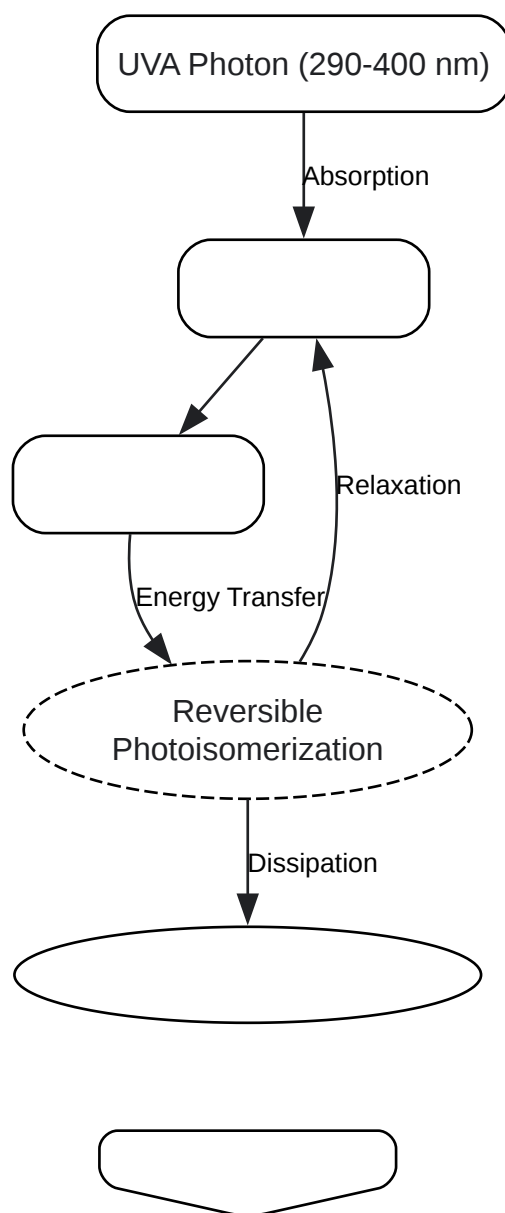 UVA Photon (290-400 nm)
Absorption
Relaxation
Energy Transfer
Reversible
Photoisomerization
Dissipation